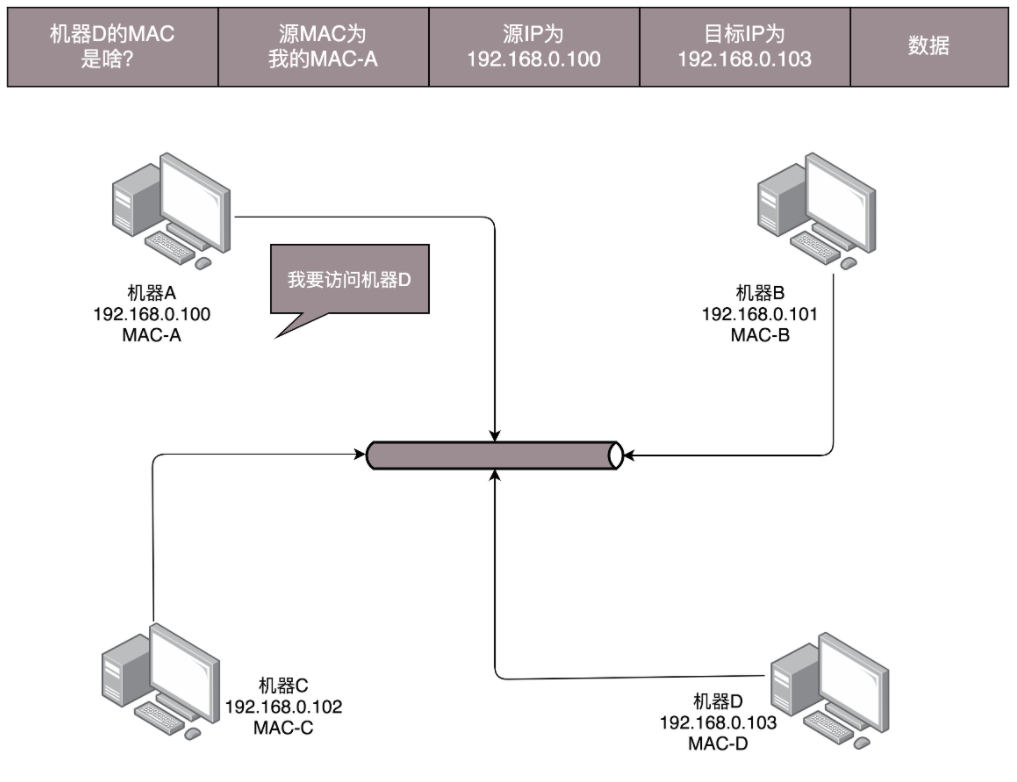 机器D的MAC
是啥?
源MAC为
我的MAC-A
源IP为
192.168.0.100
目标IP为
192.168.0.103
数据
我要访问机器D
机器A
192.168.0.100
MAC-A
机器B
192.168.0.101
MAC-B
机器C
192.168.0.102
MAC-C
机器D
192.168.0.103
MAC-D